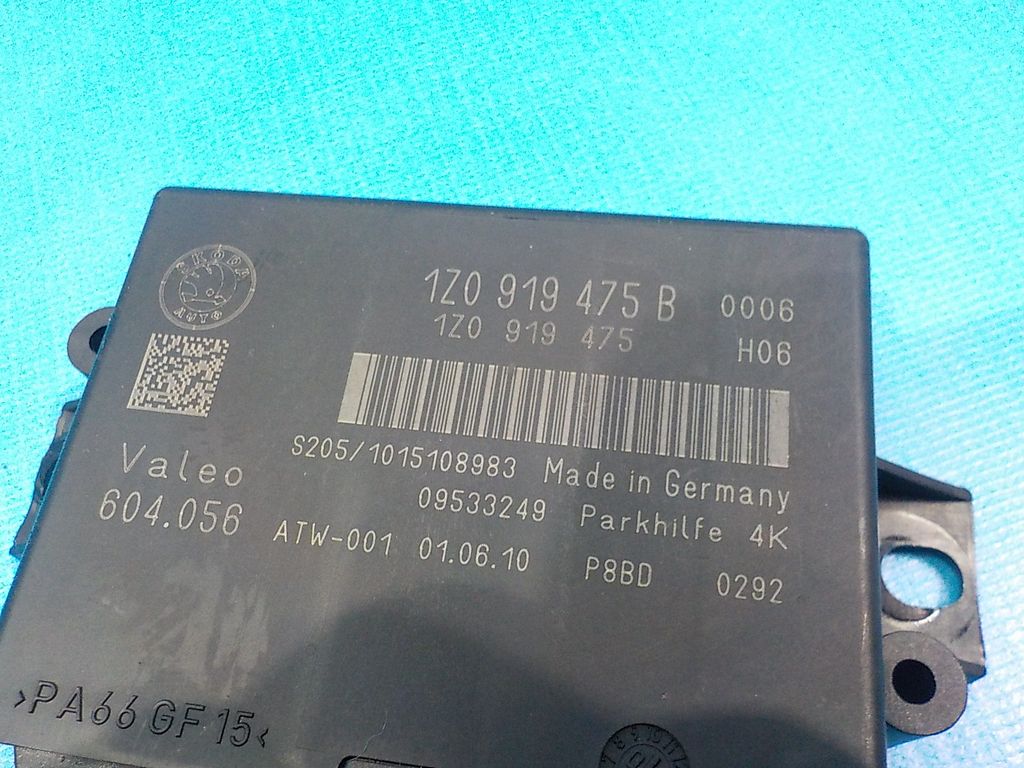 ŠKODA
AUTO
1Z0 919 475 B 0006
1Z0 919 475 H06
S205/1015108983 Made in Germany
Valeo
09533249 Parkhilfe 4K
604.056
ATW-001 01.06.10 P8BD 0292
>PA66 GF15<